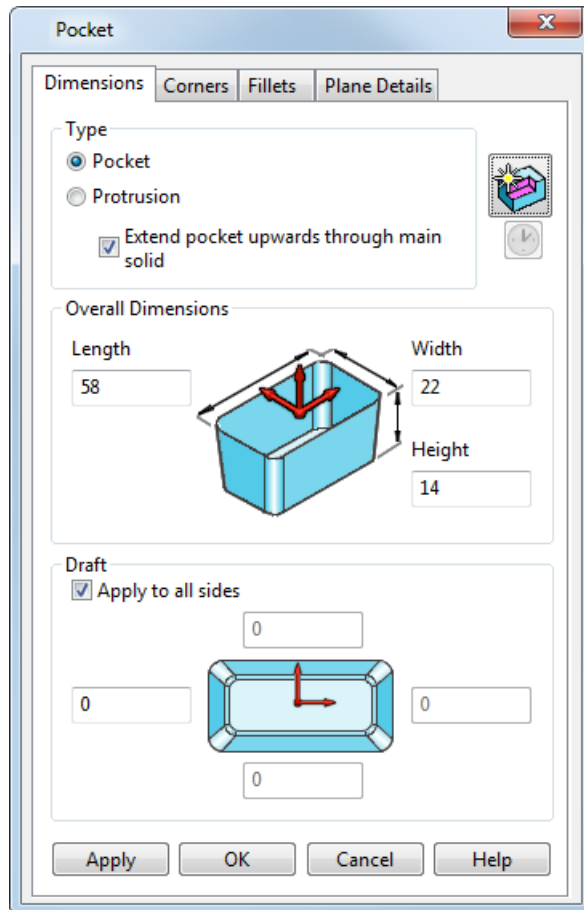 Pocket
Dimensions Corners Fillets Plane Details
Type
Pocket
Protrusion
Extend pocket upwards through main
solid
Overall Dimensions
Length Width
58 22
Height
14
Draft
Apply to all sides
0
0 0
0
Apply OK Cancel Help